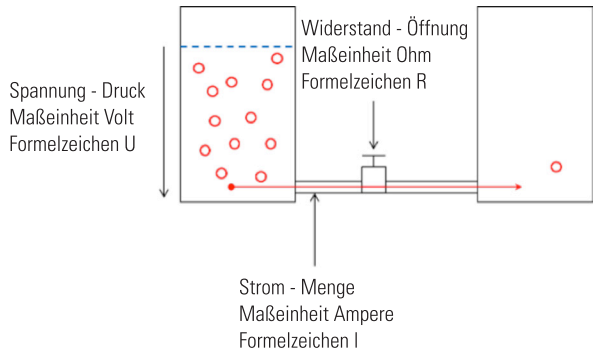 Widerstand - Öffnung
Maßeinheit Ohm
Formelzeichen R
Spannung - Druck
Maßeinheit Volt
Formelzeichen U
Strom - Menge
Maßeinheit Ampere
Formelzeichen I